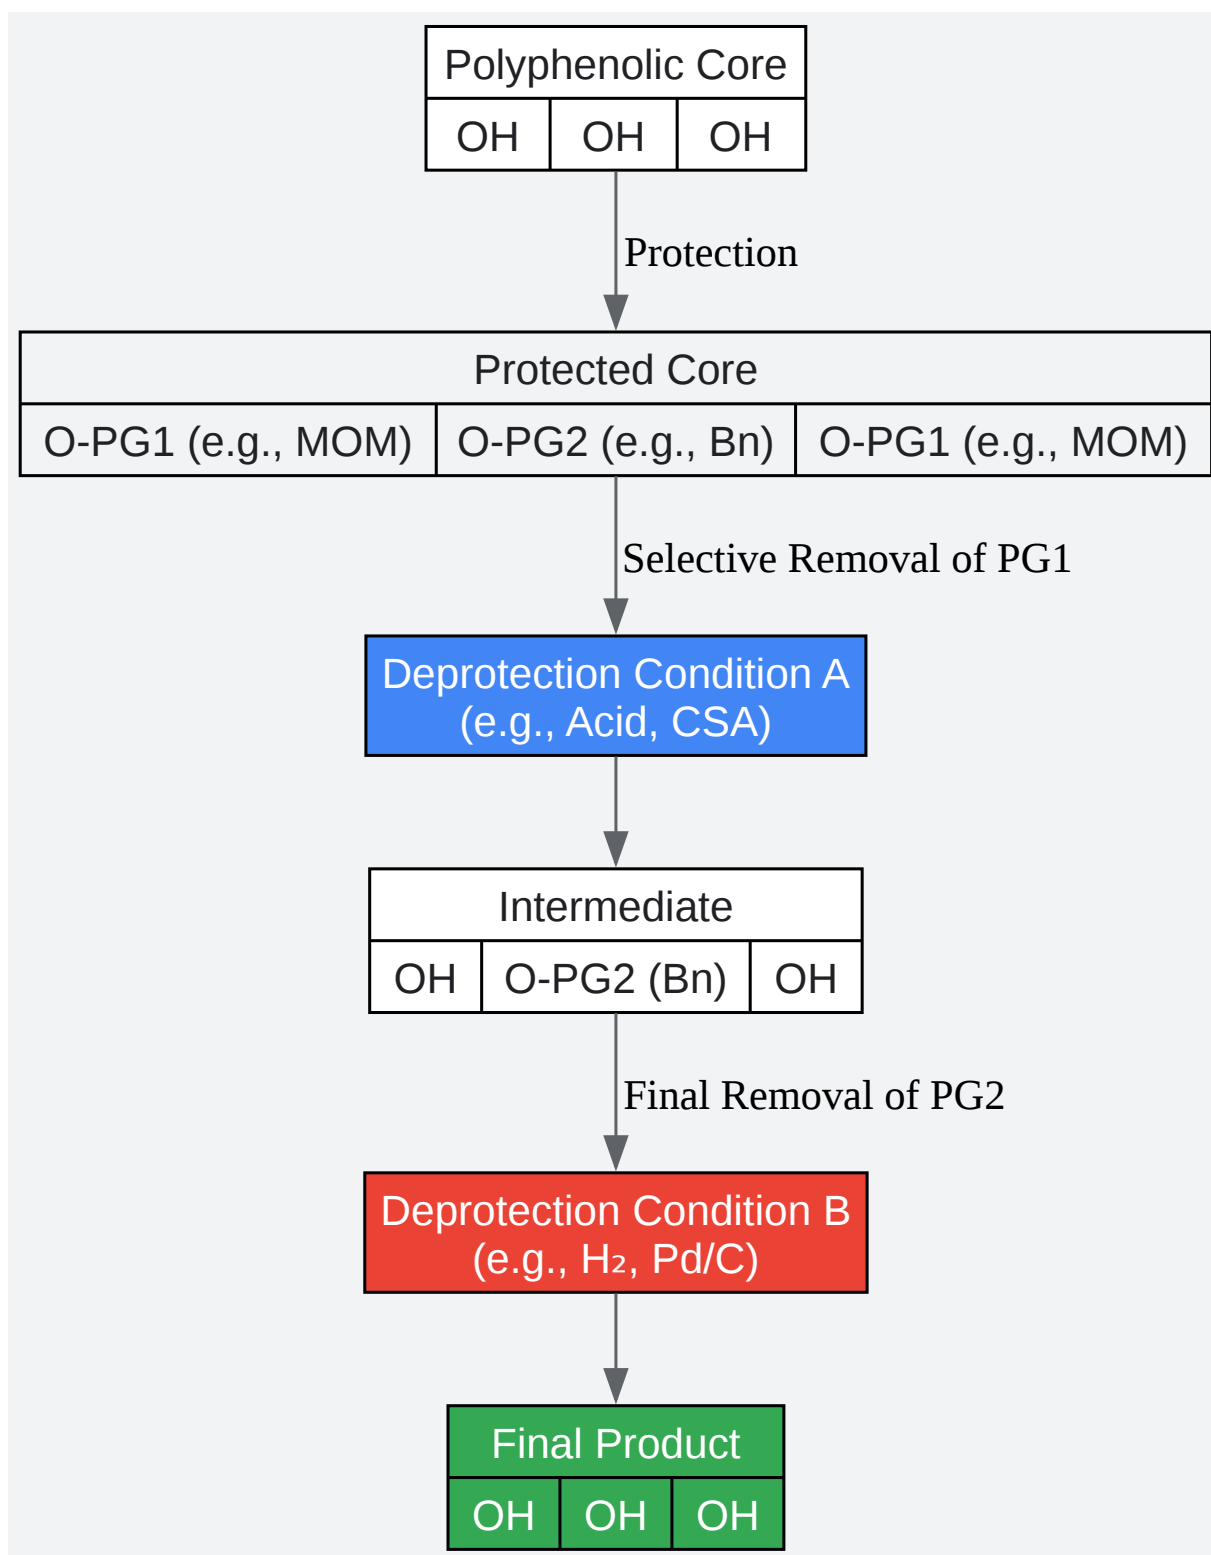 Polyphenolic Core
OH OH OH
Protection
Protected Core
O-PG1 (e.g., MOM) O-PG2 (e.g., Bn) O-PG1 (e.g., MOM)
Selective Removal of PG1
Deprotection Condition A
(e.g., Acid, CSA)
Intermediate
OH O-PG2 (Bn) OH
Final Removal of PG2
Deprotection Condition B
(e.g., H₂, Pd/C)
Final Product
OH OH OH